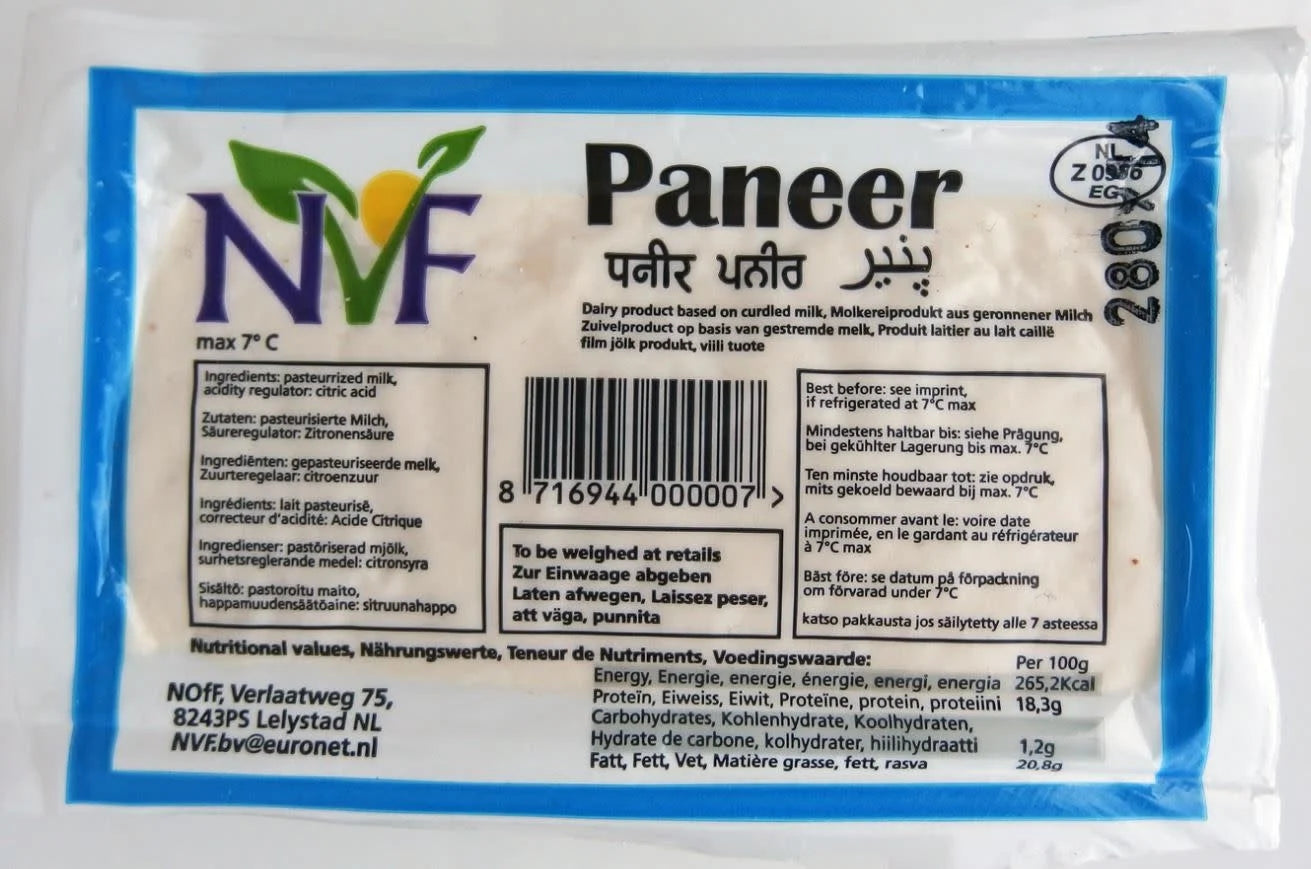 NVF
max 7° C
Paneer
पनीर ਪਨੀਰ پنیر
Dairy product based on curdled milk, Molkereiprodukt aus geronnener Milch
Zuivelproduct op basis van gestremde melk, Produit laitier au lait caillë
film jölk produkt, viili tuote
NL
Z
EG
Ingredients: pasteurrized milk,
acidity regulator: citric acid
Zutaten: pasteurisierte Milch,
Säureregulator: Zitronensäure
Ingrediënten: gepasteuriseerde melk,
Zuurteregelaar: citroenzuur
Ingrédients: lait pasteurisê,
correcteur d'acidité: Acide Citrique
Ingredienser: pastöriserad mjölk,
surhetsreglerande medel: citronsyra
Sisältö: pastoroitu maito,
happamuudensäätöaine: sitruunahappo
8 716944 000007 >
To be weighed at retails
Zur Einwaage abgeben
Laten afwegen, Laissez peser,
att väga, punnita
Best before: see imprint,
if refrigerated at 7°C max
Mindestens haltbar bis: siehe Prägung,
bei gekühlter Lagerung bis max. 7°C
Ten minste houdbaar tot: zie opdruk,
mits gekoeld bewaard bij max. 7°C
A consommer avant le: voire date
imprimée, en le gardant au réfrigérateur
à 7°C max
Bäst före: se datum på förpackning
om förvarad under 7°C
katso pakkausta jos säilytetty alle 7 asteessa
Nutritional values, Nährungswerte, Teneur de Nutriments, Voedingswaarde:
Per 100g
Energy, Energie, energie, énergie, energi, energia 265,2Kcal
Proteïn, Eiweiss, Eiwit, Proteïne, protein, proteiini 18,3g
Carbohydrates, Kohlenhydrate, Koolhydraten,
Hydrate de carbone, kolhydrater, hiilihydraatti 1,2g
Fatt, Fett, Vet, Matière grasse, fett, rasva 20,8g
NOfF, Verlaatweg 75,
8243PS Lelystad NL
NVF.bv@euronet.nl